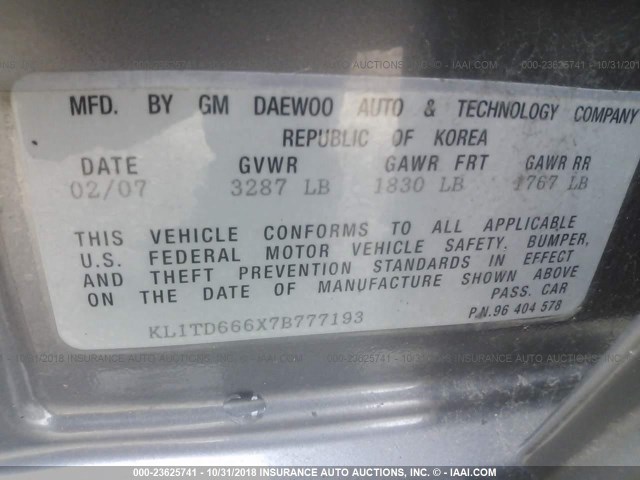 MFD. BY GM DAEWOO AUTO & TECHNOLOGY COMPANY
REPUBLIC OF KOREA
DATE GVWR GAWR FRT GAWR RR
02/07 3287 LB 1830 LB 1767 LB
THIS VEHICLE CONFORMS TO ALL APPLICABLE
U.S. FEDERAL MOTOR VEHICLE SAFETY. BUMPER,
AND THEFT PREVENTION STANDARDS IN EFFECT
ON THE DATE OF MANUFACTURE SHOWN ABOVE
PASS. CAR
KL1TD666X7B777193 P.N.96 404 578
000-23625741 - 10/31/2018 INSURANCE AUTO AUCTIONS, INC. - © - IAAI.COM